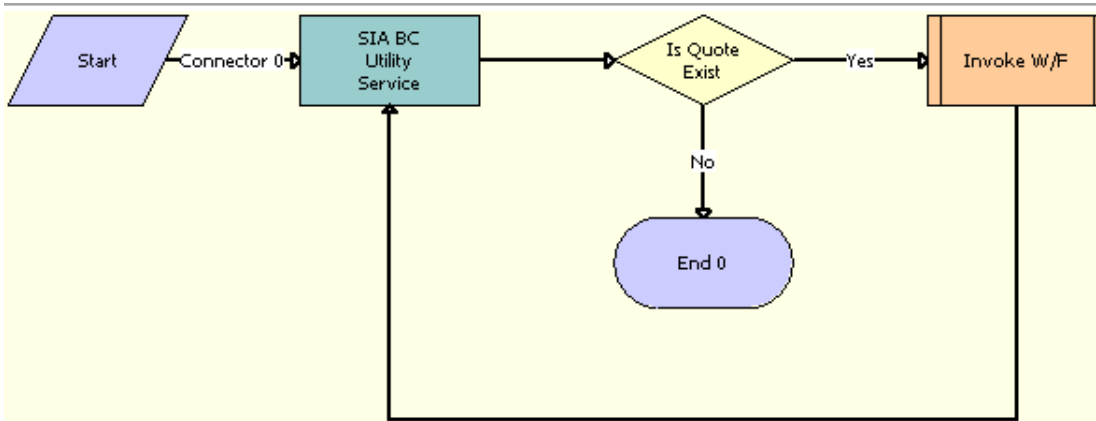 Start
Connector 0
SIA BC
Utility
Service
Is Quote
Exist
Yes
Invoke W/F
No
End 0